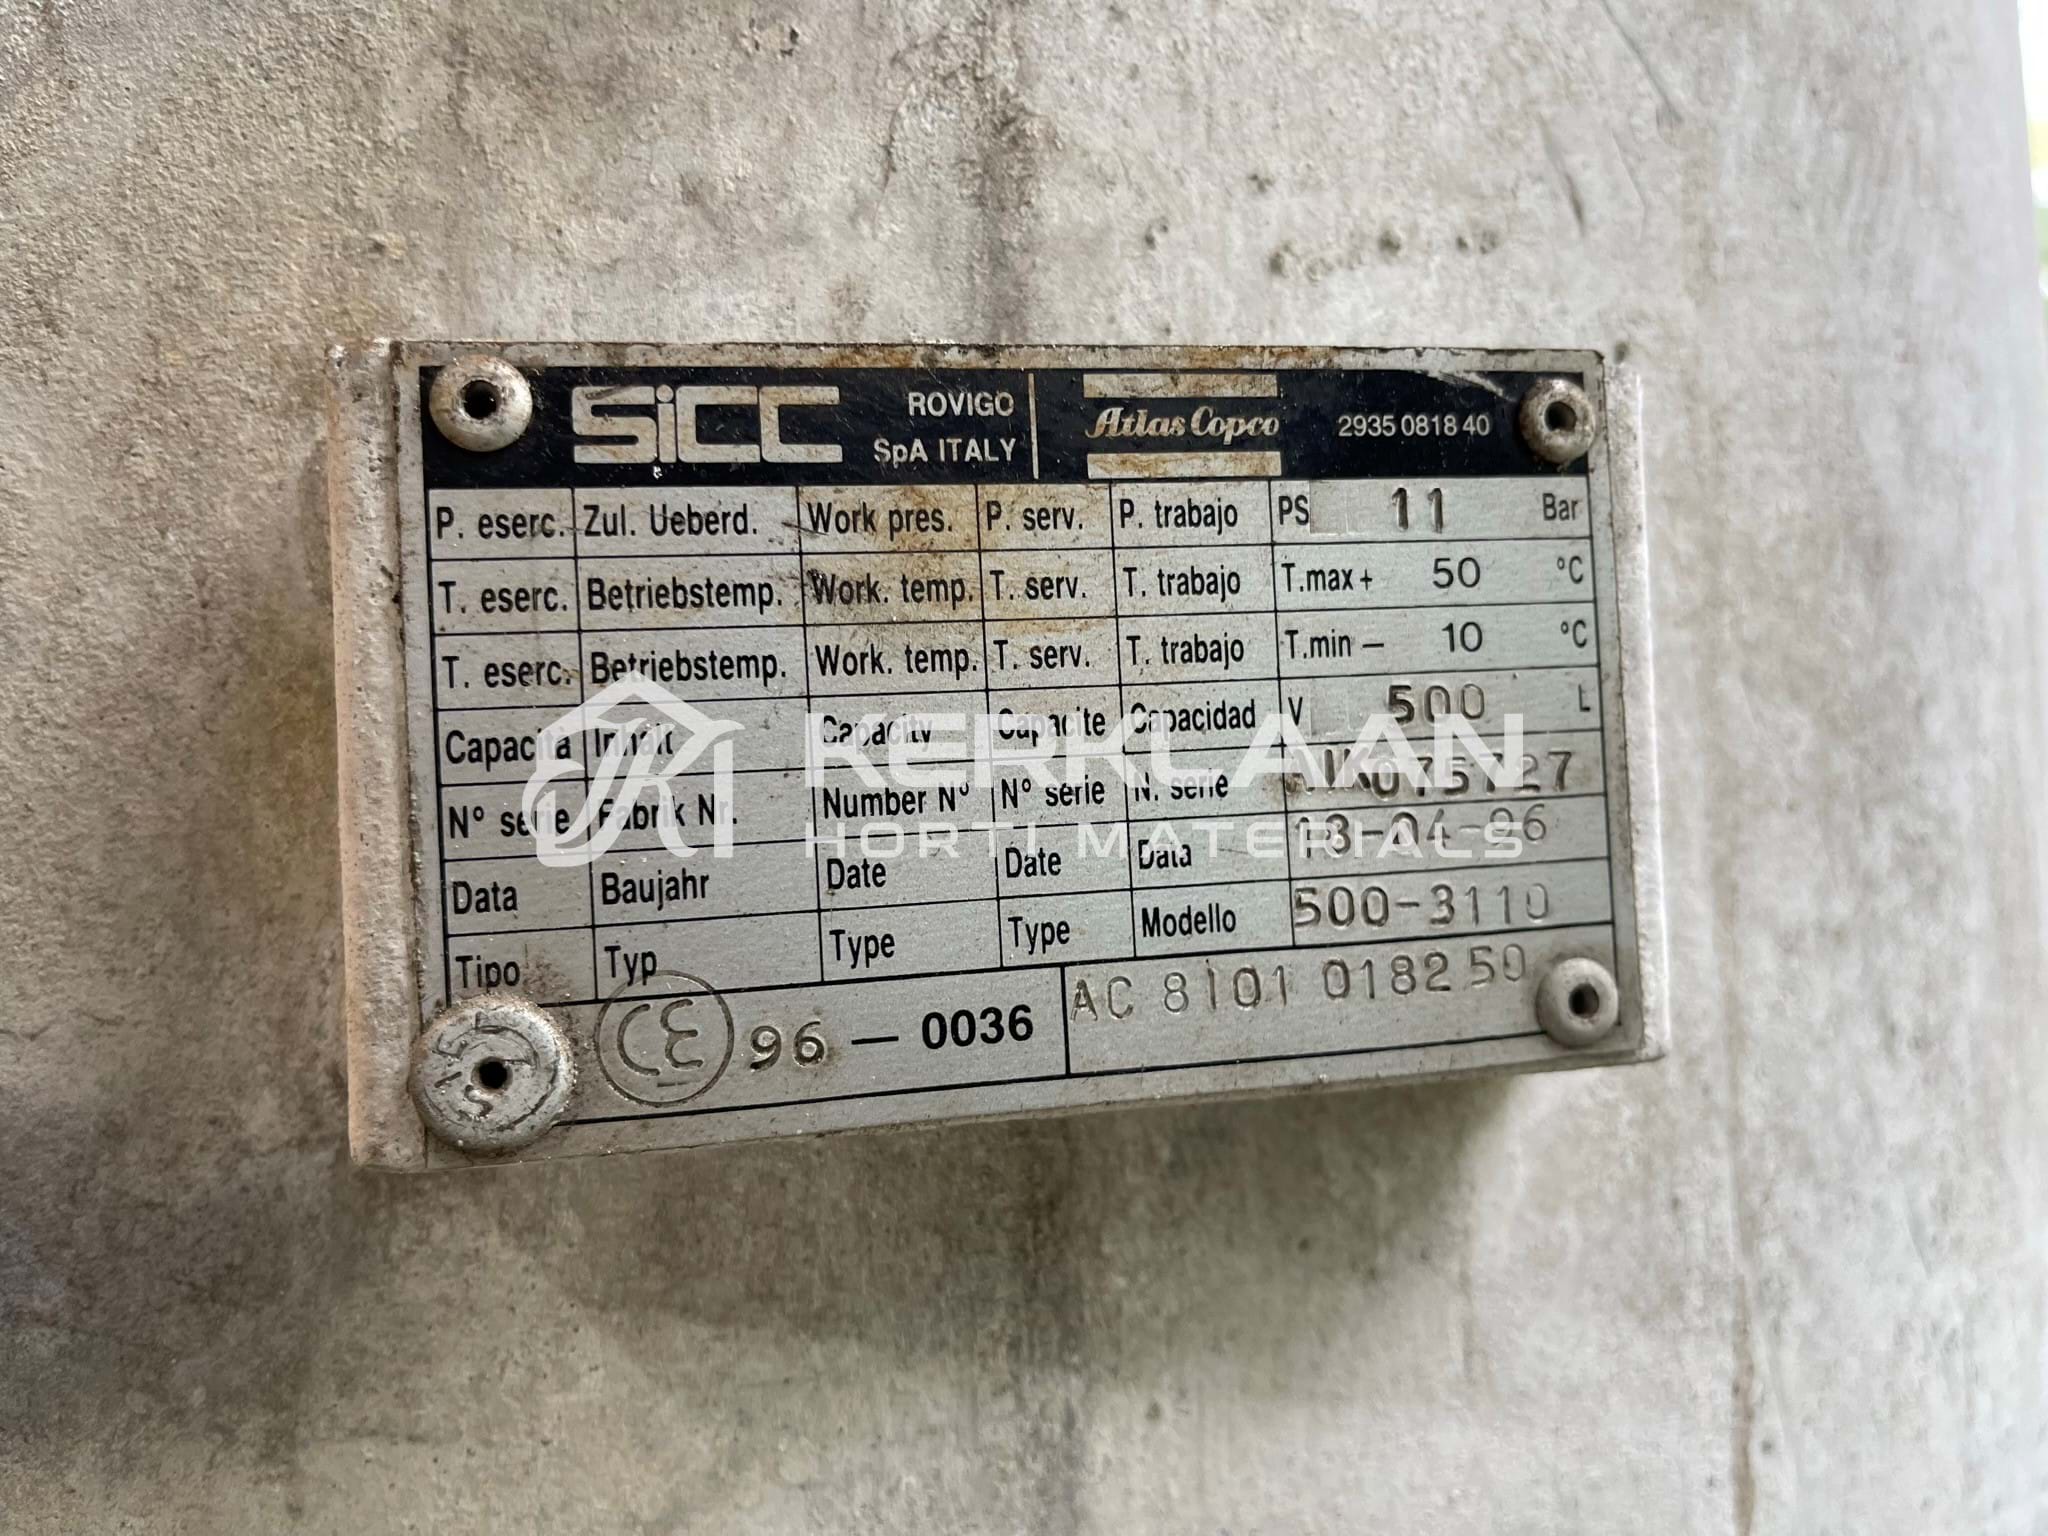 SiCC ROVIGO SpA ITALY Atlas Copco 2935 0818 40
P. eserc. Zul. Ueberd. Work pres. P. serv. P. trabajo PS 11 Bar
T. eserc. Betriebstemp. Work. temp. T. serv. T. trabajo T.max + 50 °C
T. eserc. Betriebstemp. Work. temp. T. serv. T. trabajo T.min – 10 °C
Capacita Inhalt Capacity Capacite Capacidad V 500 L
N° serie Fabrik Nr. Number N° N° serie N. serie
Data Baujahr Date Date Data 18-04-96
Tipo Typ Type Type Modello 500-3110
CE 96 – 0036 AC 8101 018250
KERKLAAN
HORTI MATERIALS